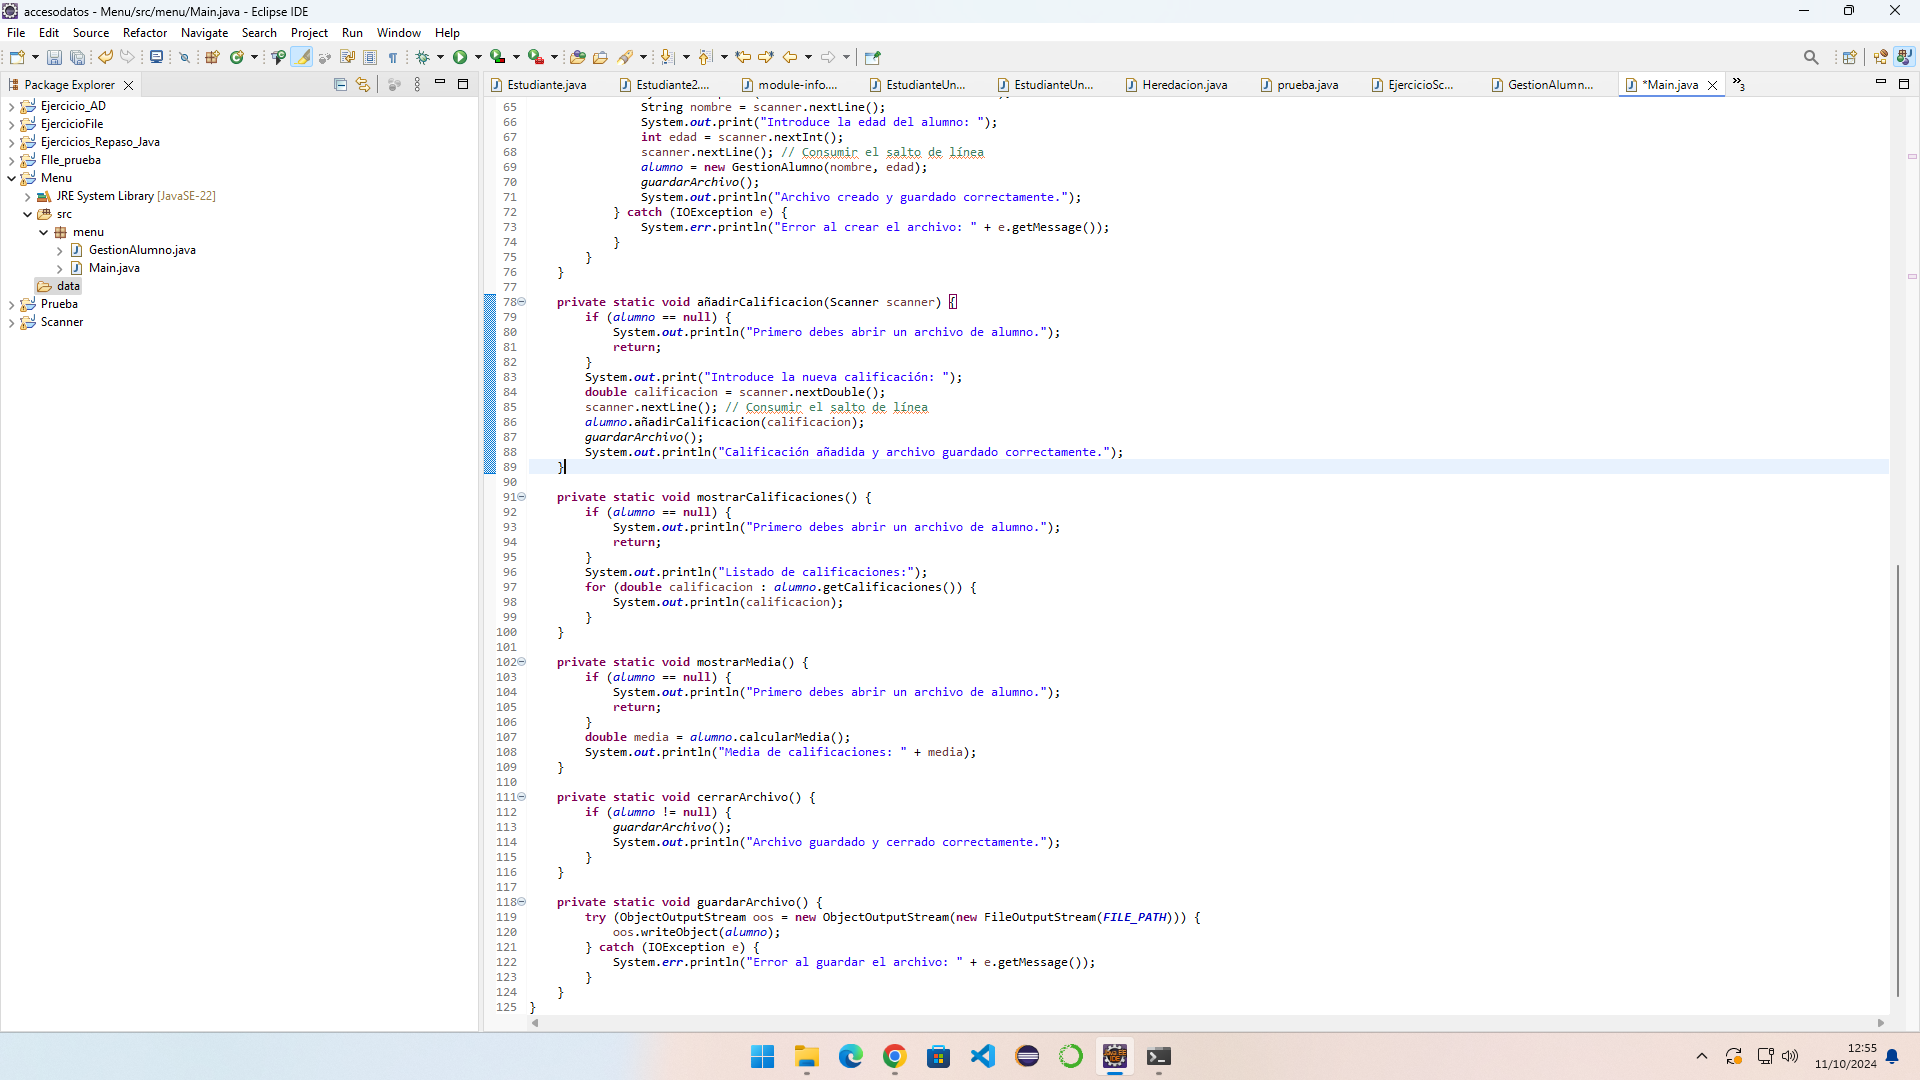 accesodatos - Menu/src/menu/Main.java - Eclipse IDE
File Edit Source Refactor Navigate Search Project Run Window Help
Package Explorer
Estudiante.java Estudiante2.... module-info.... EstudianteUn... EstudianteUn... Heredacion.java prueba.java EjercicioSc... GestionAlumn... *Main.java 3
Ejercicio_AD
EjercicioFile
Ejercicios_Repaso_Java
FIle_prueba
Menu
JRE System Library [JavaSE-22]
src
menu
GestionAlumno.java
Main.java
data
Prueba
Scanner
65 String nombre = scanner.nextLine();
66 System.out.print("Introduce la edad del alumno: ");
67 int edad = scanner.nextInt();
68 scanner.nextLine(); // Consumir el salto de línea
69 alumno = new GestionAlumno(nombre, edad);
70 guardarArchivo();
71 System.out.println("Archivo creado y guardado correctamente.");
72 } catch (IOException e) {
73 System.err.println("Error al crear el archivo: " + e.getMessage());
74 }
75 }
76 }
77
78 private static void añadirCalificacion(Scanner scanner) {
79 if (alumno == null) {
80 System.out.println("Primero debes abrir un archivo de alumno.");
81 return;
82 }
83 System.out.print("Introduce la nueva calificación: ");
84 double calificacion = scanner.nextDouble();
85 scanner.nextLine(); // Consumir el salto de línea
86 alumno.añadirCalificacion(calificacion);
87 guardarArchivo();
88 System.out.println("Calificación añadida y archivo guardado correctamente.");
89 }
90
91 private static void mostrarCalificaciones() {
92 if (alumno == null) {
93 System.out.println("Primero debes abrir un archivo de alumno.");
94 return;
95 }
96 System.out.println("Listado de calificaciones:");
97 for (double calificacion : alumno.getCalificaciones()) {
98 System.out.println(calificacion);
99 }
100 }
101
102 private static void mostrarMedia() {
103 if (alumno == null) {
104 System.out.println("Primero debes abrir un archivo de alumno.");
105 return;
106 }
107 double media = alumno.calcularMedia();
108 System.out.println("Media de calificaciones: " + media);
109 }
110
111 private static void cerrarArchivo() {
112 if (alumno != null) {
113 guardarArchivo();
114 System.out.println("Archivo guardado y cerrado correctamente.");
115 }
116 }
117
118 private static void guardarArchivo() {
119 try (ObjectOutputStream oos = new ObjectOutputStream(new FileOutputStream(FILE_PATH))) {
120 oos.writeObject(alumno);
121 } catch (IOException e) {
122 System.err.println("Error al guardar el archivo: " + e.getMessage());
123 }
124 }
125 }
12:55
11/10/2024